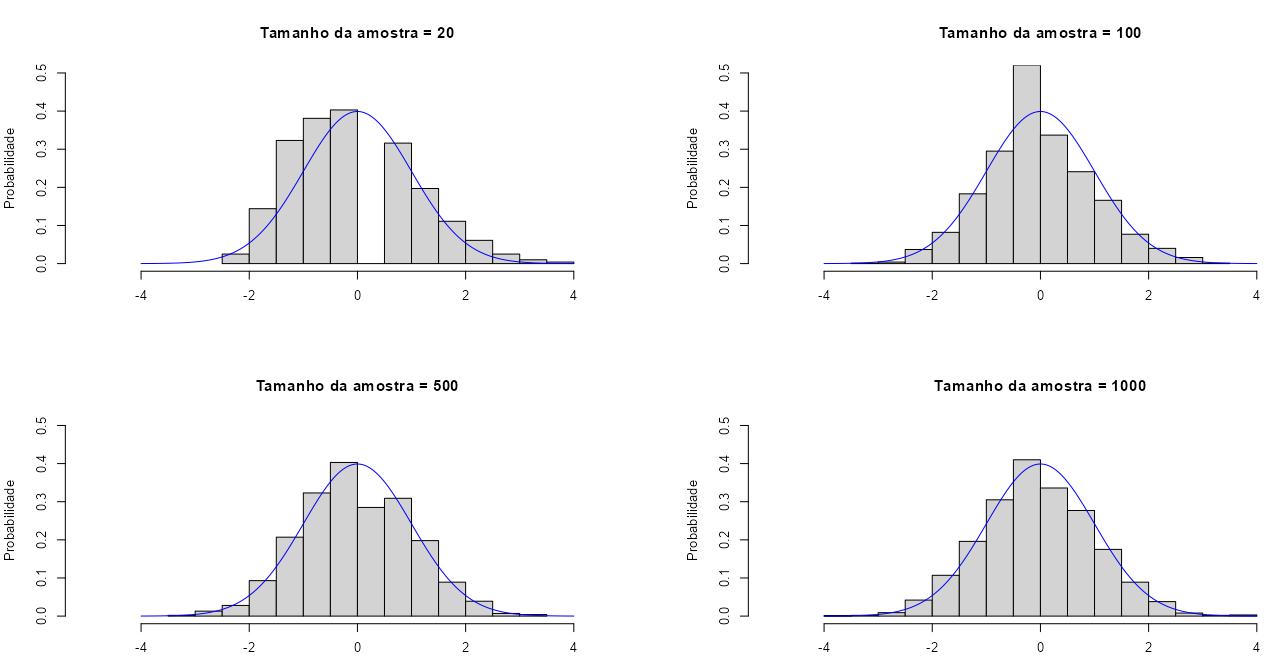 Tamanho da amostra = 20
Probabilidade
0.0 0.1 0.2 0.3 0.4 0.5
-4 -2 0 2 4
Tamanho da amostra = 100
Probabilidade
0.0 0.1 0.2 0.3 0.4 0.5
-4 -2 0 2 4
Tamanho da amostra = 500
Probabilidade
0.0 0.1 0.2 0.3 0.4 0.5
-4 -2 0 2 4
Tamanho da amostra = 1000
Probabilidade
0.0 0.1 0.2 0.3 0.4 0.5
-4 -2 0 2 4